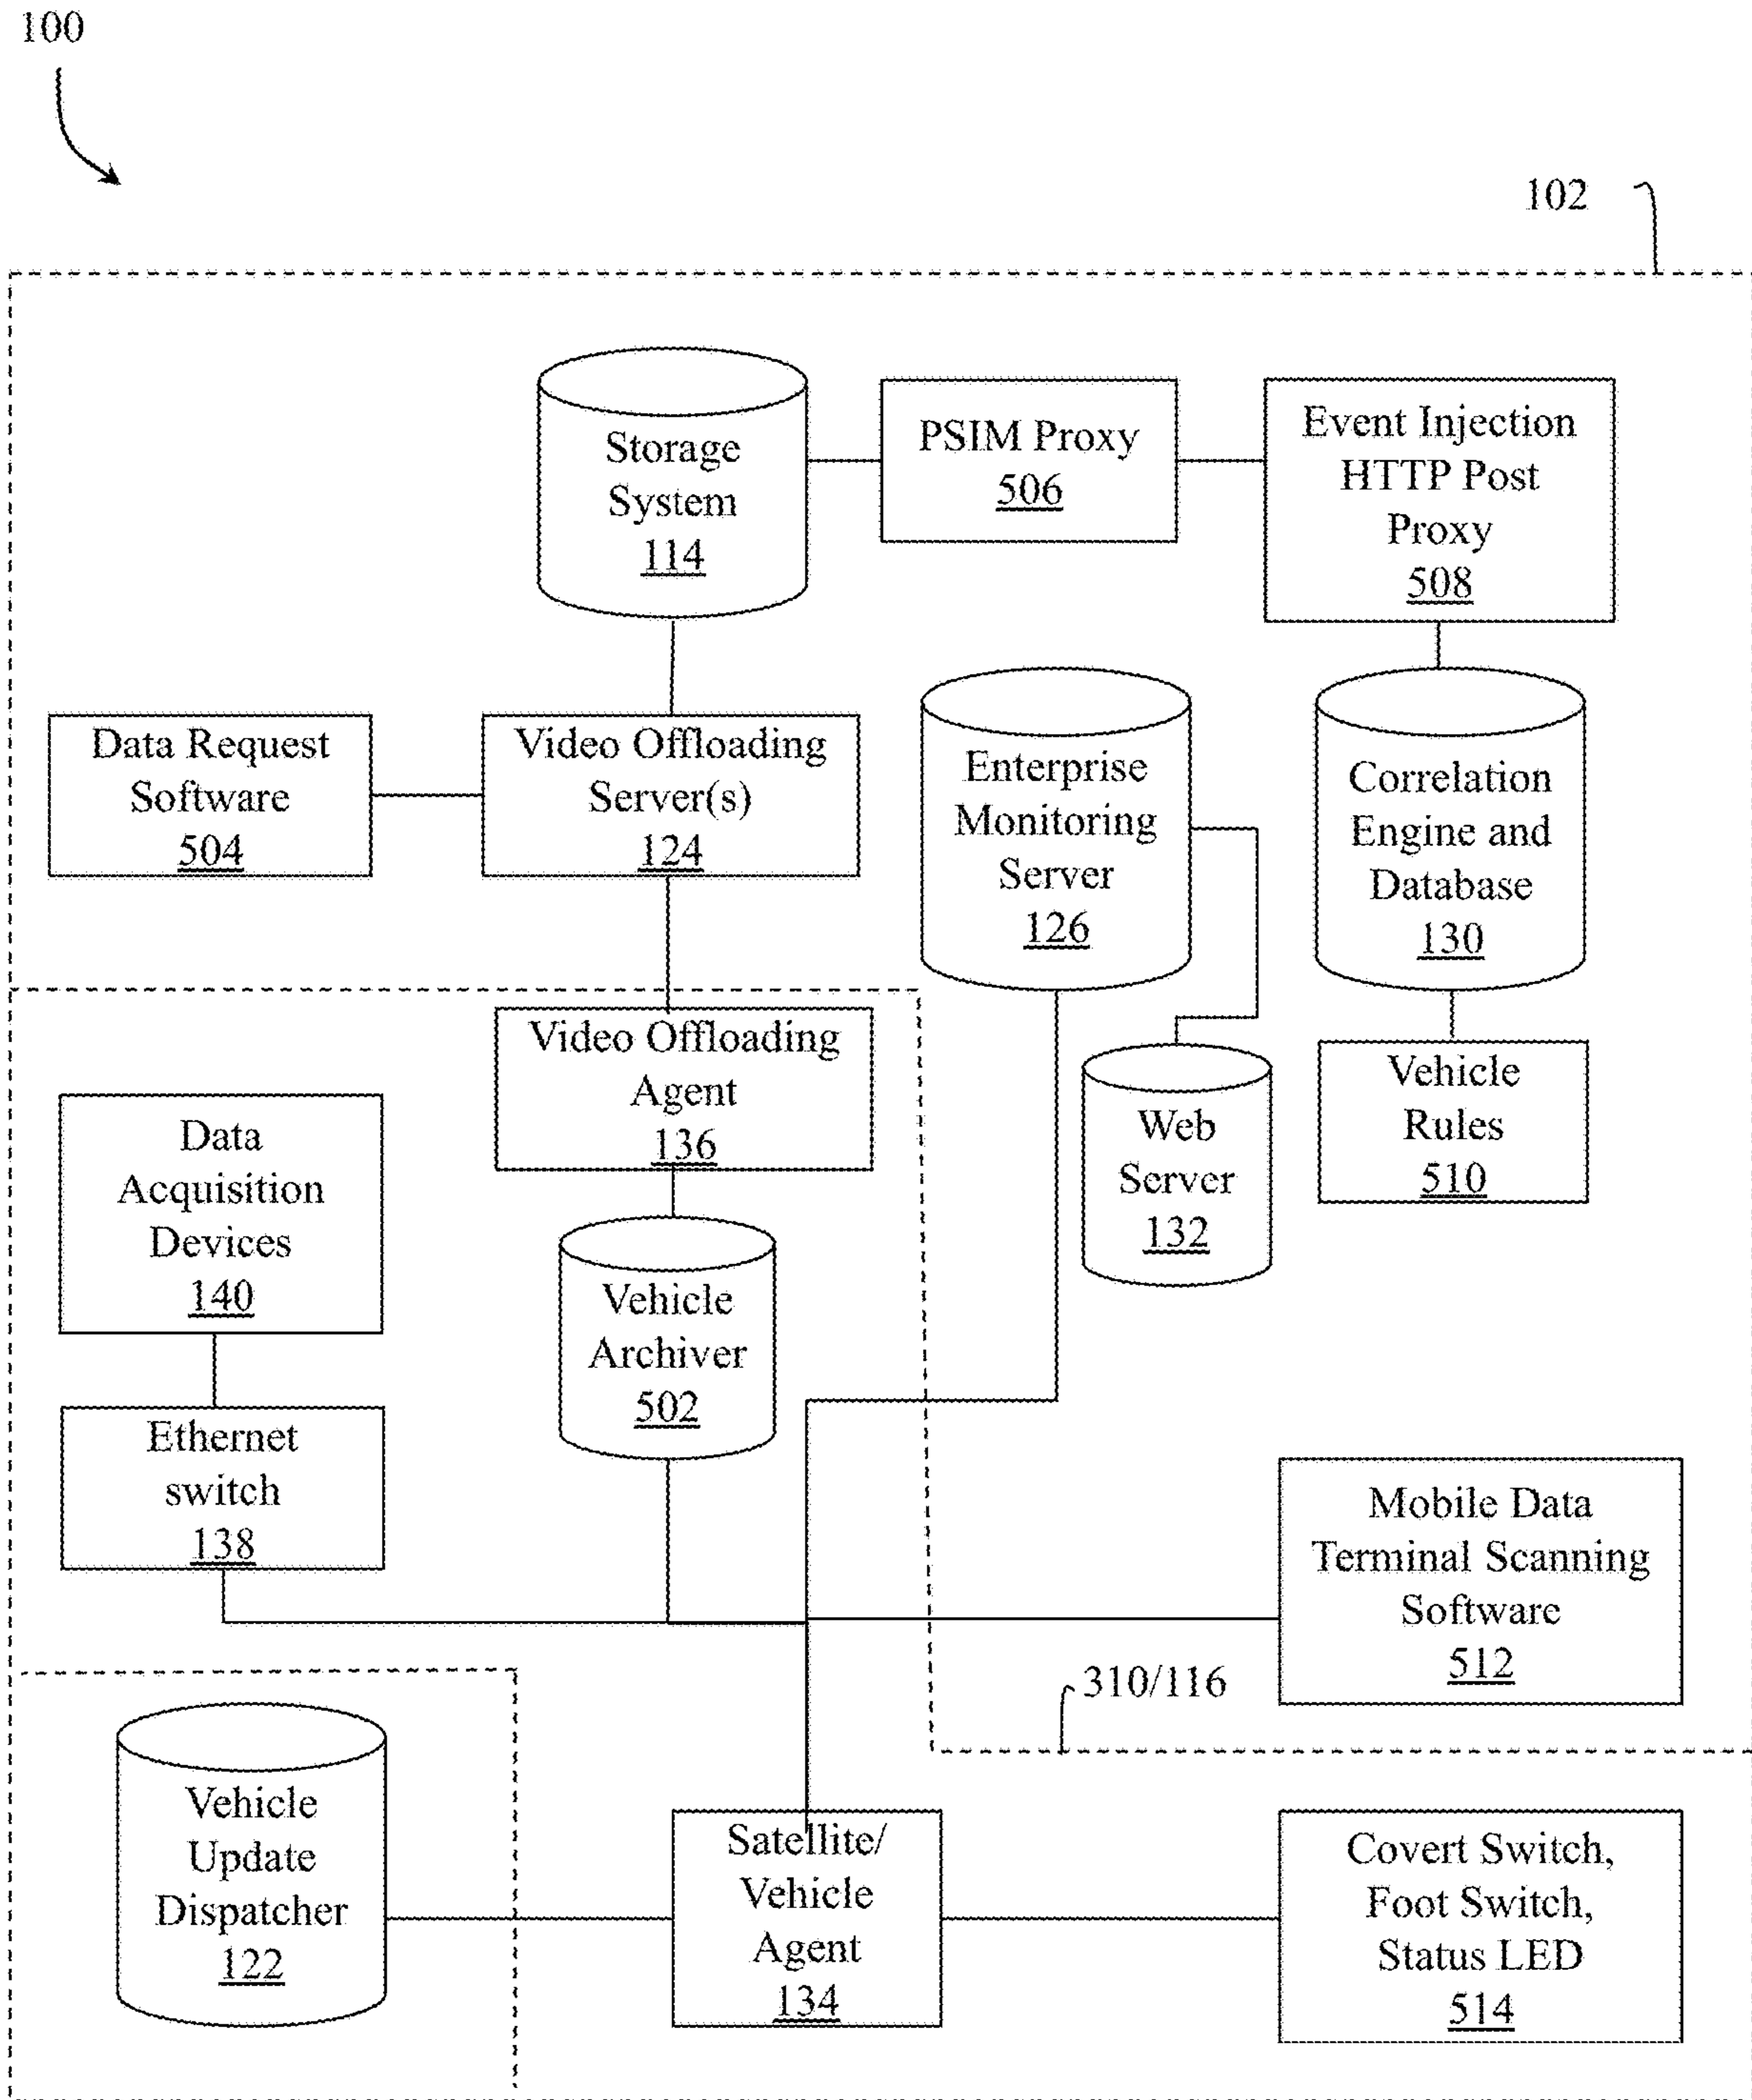 100
102
Storage
System
114
PSIM Proxy
506
Event Injection
HTTP Post
Proxy
508
Data Request
Software
504
Video Offloading
Server(s)
124
Enterprise
Monitoring
Server
126
Correlation
Engine and
Database
130
Video Offloading
Agent
136
Web
Server
132
Vehicle
Rules
510
Data
Acquisition
Devices
140
Vehicle
Archiver
502
Ethernet
switch
138
Mobile Data
Terminal Scanning
Software
512
310/116
Vehicle
Update
Dispatcher
122
Satellite/
Vehicle
Agent
134
Covert Switch,
Foot Switch,
Status LED
514